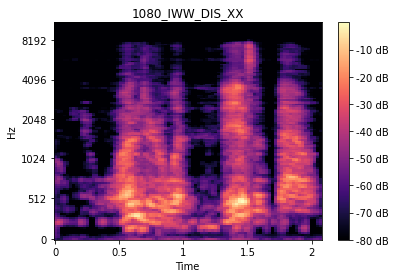 1080_IWW_DIS_XX
8192
4096
2048
1024
512
0
Hz
0
0.5
1
1.5
2
Time
-10 dB
-20 dB
-30 dB
-40 dB
-50 dB
-60 dB
-70 dB
-80 dB